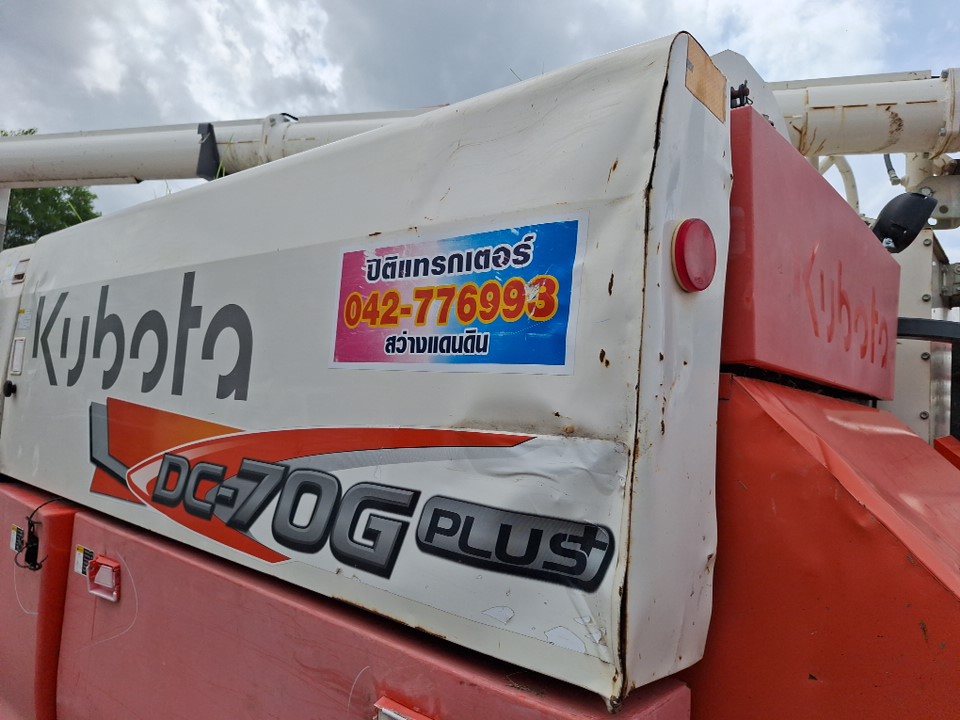 ปิติแทรกเตอร์
042-776993
สว่างแดนดิน
Kubota
Kubota
DC-70G PLUS+